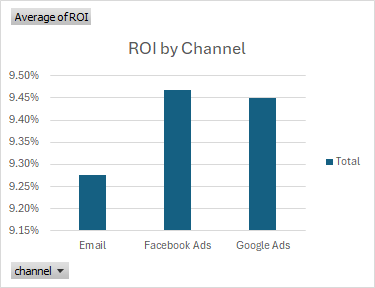 Average of ROI
ROI by Channel
9.50%
9.45%
9.40%
9.35%
9.30%
9.25%
9.20%
9.15%
Email Facebook Ads Google Ads
Total
channel